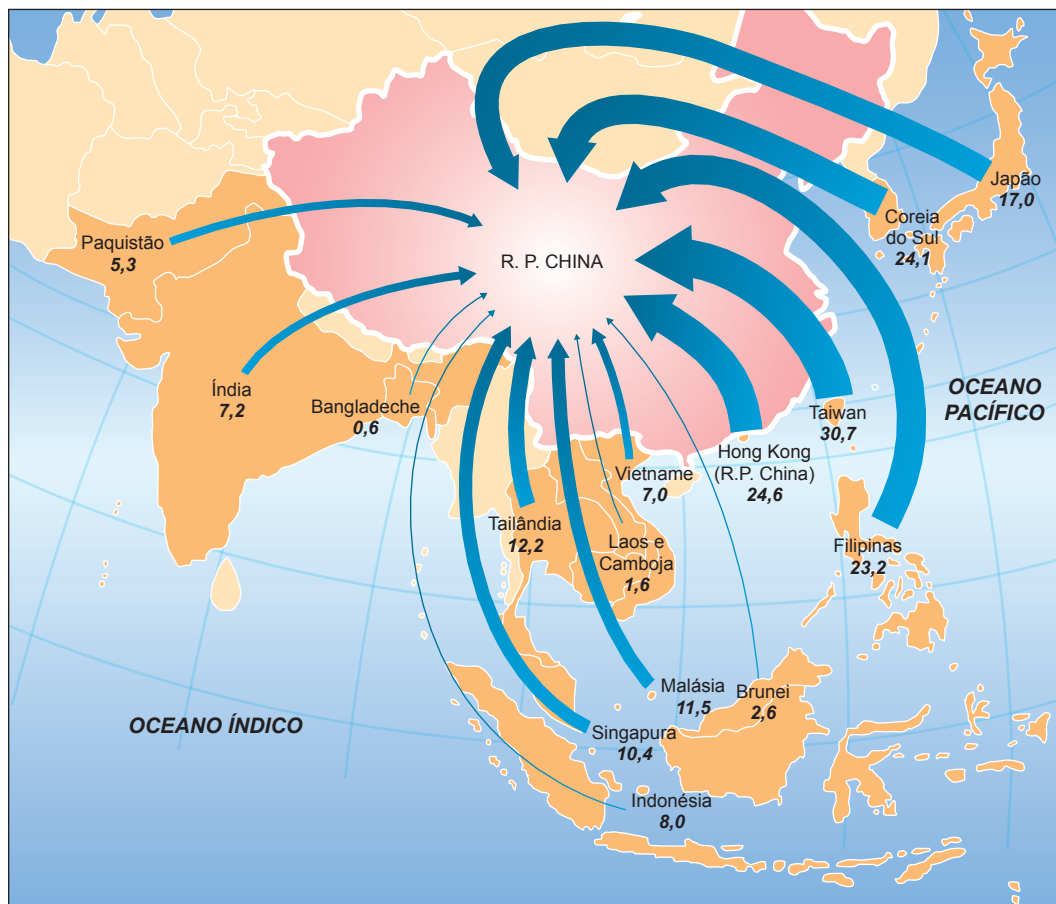 Japão
17,0
Coreia
do Sul
24,1
Paquistão
5,3
R. P. CHINA
Índia
7,2
Bangladeche
0,6
OCEANO
PACÍFICO
Taiwan
30,7
Hong Kong
(R.P. China)
24,6
Vietname
7,0
Tailândia
12,2
Laos e
Camboja
1,6
Filipinas
23,2
Malásia
11,5
Brunei
2,6
OCEANO ÍNDICO
Singapura
10,4
Indonésia
8,0